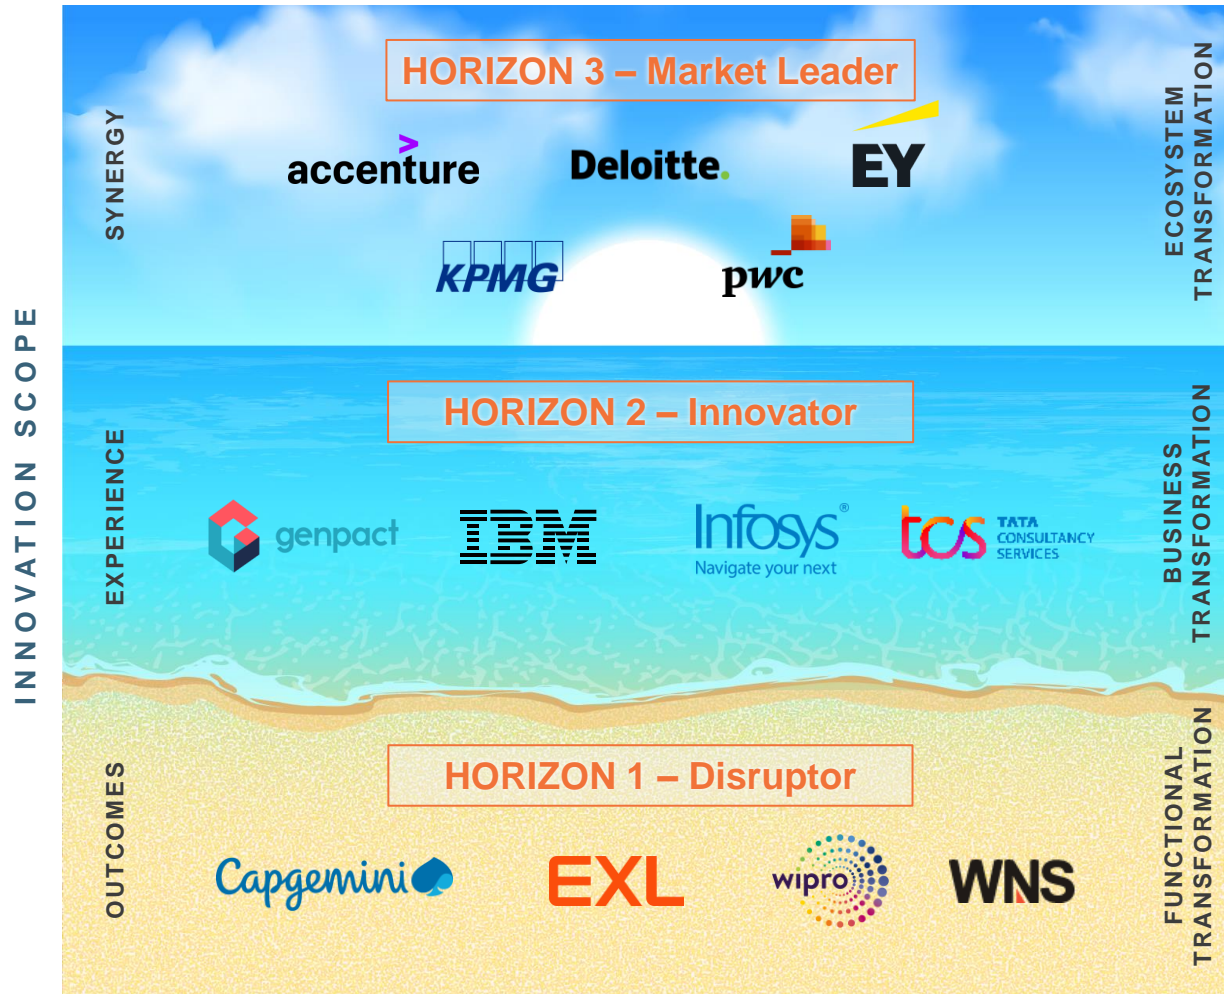 INNOVATION SCOPE
HORIZON 3 – Market Leader
SYNERGY
ECOSYSTEM
TRANSFORMATION
>
accenture
Deloitte.
EY
KPMG
pwc
HORIZON 2 – Innovator
EXPERIENCE
BUSINESS
TRANSFORMATION
genpact
IBM
Infosys®
Navigate your next
tcs
TATA
CONSULTANCY
SERVICES
HORIZON 1 – Disruptor
OUTCOMES
FUNCTIONAL
TRANSFORMATION
Capgemini
EXL
wipro
WNS